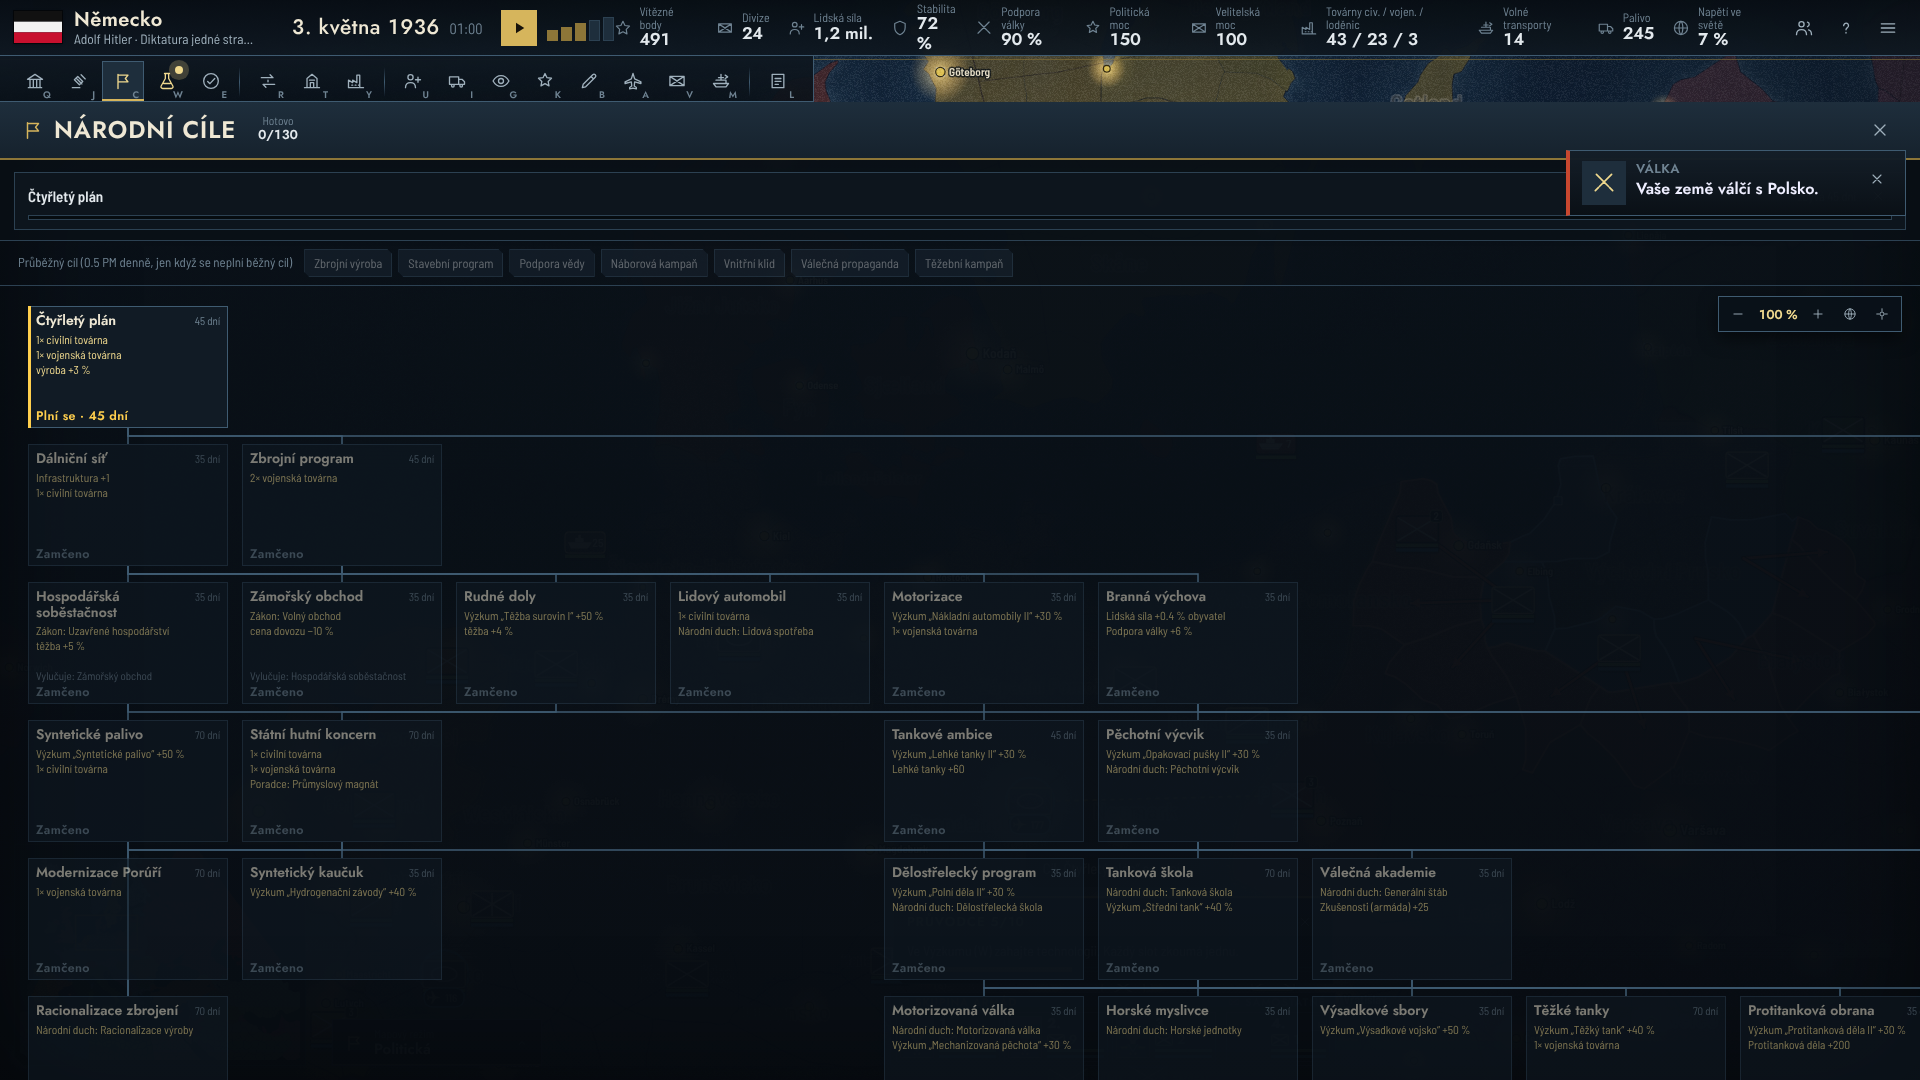 Německo
Adolf Hitler · Diktatura jedné stra...
3. května 1936 01:00
Vítězné body 491
Divize 24
Lidská síla 1,2 mil.
Stabilita 72 %
Podpora války 90 %
Politická moc 150
Velitelská moc 100
Továrny civ. / vojen. / loděnic 43 / 23 / 3
Volné transporty 14
Palivo 245
Napětí ve světě 7 %
?
Q J C W E R T Y U I G K B A V M L
Göteborg
NÁRODNÍ CÍLE
Hotovo
0/130
VÁLKA
Vaše země válčí s Polsko.
Čtyřletý plán
Průběžný cíl (0.5 PM denně, jen když se neplní běžný cíl)
Zbrojní výroba
Stavební program
Podpora vědy
Náborová kampaň
Vnitřní klid
Válečná propaganda
Těžební kampaň
100 %
Čtyřletý plán 45 dní
1× civilní továrna
1× vojenská továrna
výroba +3 %
Plní se · 45 dní
Dálniční síť 35 dní
Infrastruktura +1
1× civilní továrna
Zamčeno
Zbrojní program 45 dní
2× vojenská továrna
Zamčeno
Hospodářská soběstačnost 35 dní
Zákon: Uzavřené hospodářství
těžba +5 %
Vylučuje: Zámořský obchod
Zamčeno
Zámořský obchod 35 dní
Zákon: Volný obchod
cena dovozu −10 %
Vylučuje: Hospodářská soběstačnost
Zamčeno
Rudné doly 35 dní
Výzkum „Těžba surovin I“ +50 %
těžba +4 %
Zamčeno
Lidový automobil 35 dní
1× civilní továrna
Národní duch: Lidová spotřeba
Zamčeno
Motorizace 35 dní
Výzkum „Nákladní automobily II“ +30 %
1× vojenská továrna
Zamčeno
Branná výchova 35 dní
Lidská síla +0.4 % obyvatel
Podpora války +6 %
Zamčeno
Syntetické palivo 70 dní
Výzkum „Syntetické palivo“ +50 %
1× civilní továrna
Zamčeno
Státní hutní koncern 70 dní
1× civilní továrna
1× vojenská továrna
Poradce: Průmyslový magnát
Zamčeno
Tankové ambice 45 dní
Výzkum „Lehké tanky II“ +30 %
Lehké tanky +60
Zamčeno
Pěchotní výcvik 35 dní
Výzkum „Opakovací pušky II“ +30 %
Národní duch: Pěchotní výcvik
Zamčeno
Modernizace Porúří 70 dní
1× vojenská továrna
Zamčeno
Syntetický kaučuk 35 dní
Výzkum „Hydrogenační závody“ +40 %
Zamčeno
Dělostřelecký program 35 dní
Výzkum „Polní děla II“ +30 %
Národní duch: Dělostřelecká škola
Zamčeno
Tanková škola 70 dní
Národní duch: Tanková škola
Výzkum „Střední tank“ +40 %
Zamčeno
Válečná akademie 35 dní
Národní duch: Generální štáb
Zkušenosti (armáda) +25
Zamčeno
Racionalizace zbrojení 70 dní
Národní duch: Racionalizace výroby
Motorizovaná válka 35 dní
Národní duch: Motorizovaná válka
Výzkum „Mechanizovaná pěchota“ +30 %
Horské myslivce 35 dní
Národní duch: Horské jednotky
Výsadkové sbory 35 dní
Výzkum „Výsadkové vojsko“ +50 %
Těžké tanky 70 dní
Výzkum „Těžký tank“ +40 %
1× vojenská továrna
Protitanková obrana 35
Výzkum „Protitanková děla II“ +30 %
Protitanková děla +200